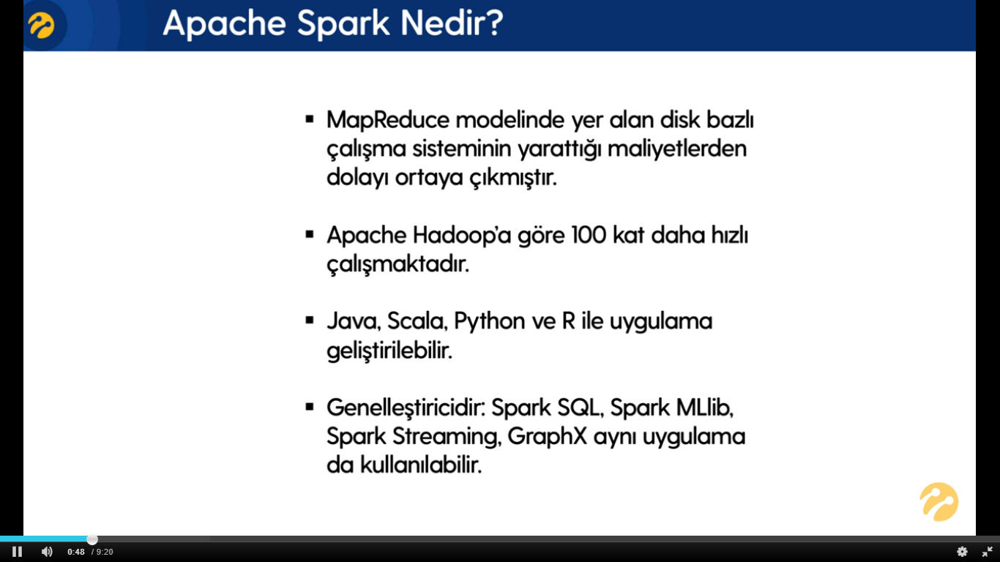 Apache Spark Nedir?
▪ MapReduce modelinde yer alan disk bazlı
çalışma sisteminin yarattığı maliyetlerden
dolayı ortaya çıkmıştır.
▪ Apache Hadoop'a göre 100 kat daha hızlı
çalışmaktadır.
▪ Java, Scala, Python ve R ile uygulama
geliştirilebilir.
▪ Genelleştiricidir: Spark SQL, Spark MLlib,
Spark Streaming, GraphX aynı uygulama
da kullanılabilir.
0:48 / 9:20